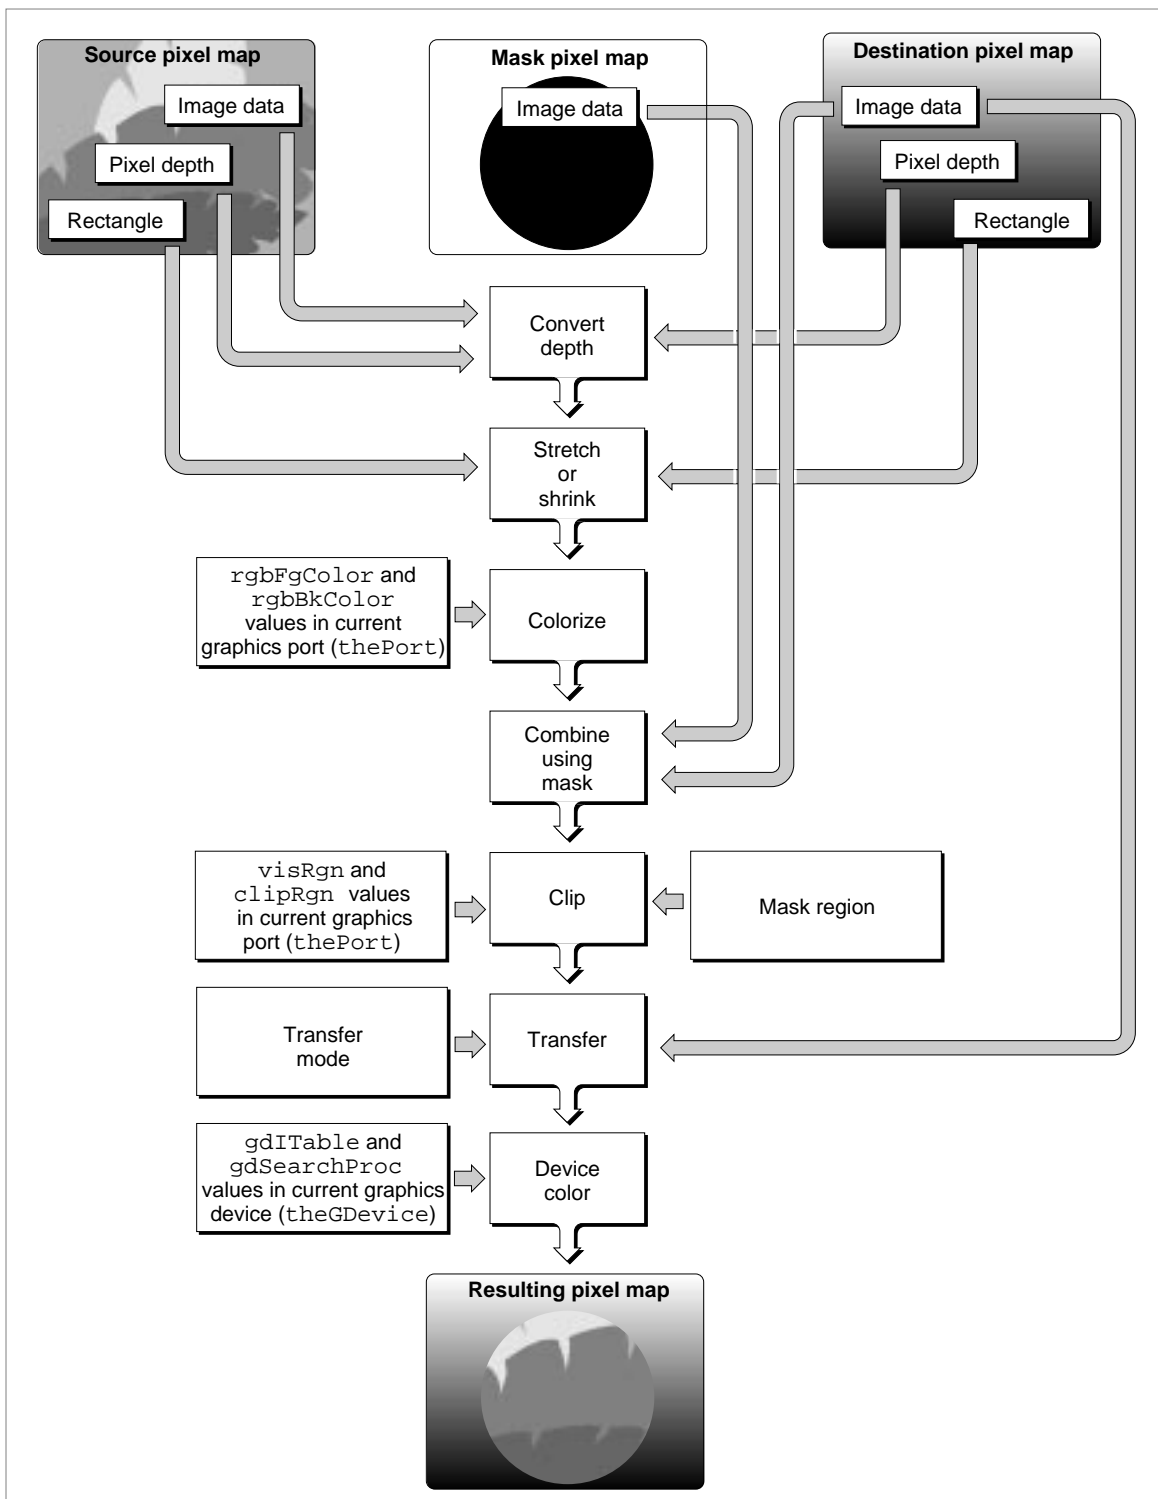 Source pixel map
Image data
Pixel depth
Rectangle
Mask pixel map
Image data
Destination pixel map
Image data
Pixel depth
Rectangle
Convert
depth
Stretch
or
shrink
rgbFgColor and
rgbBkColor
values in current
graphics port (thePort)
Colorize
Combine
using
mask
visRgn and
clipRgn values
in current graphics
port (thePort)
Clip
Mask region
Transfer
mode
Transfer
gdITable and
gdSearchProc
values in current graphics
device (theGDevice)
Device
color
Resulting pixel map